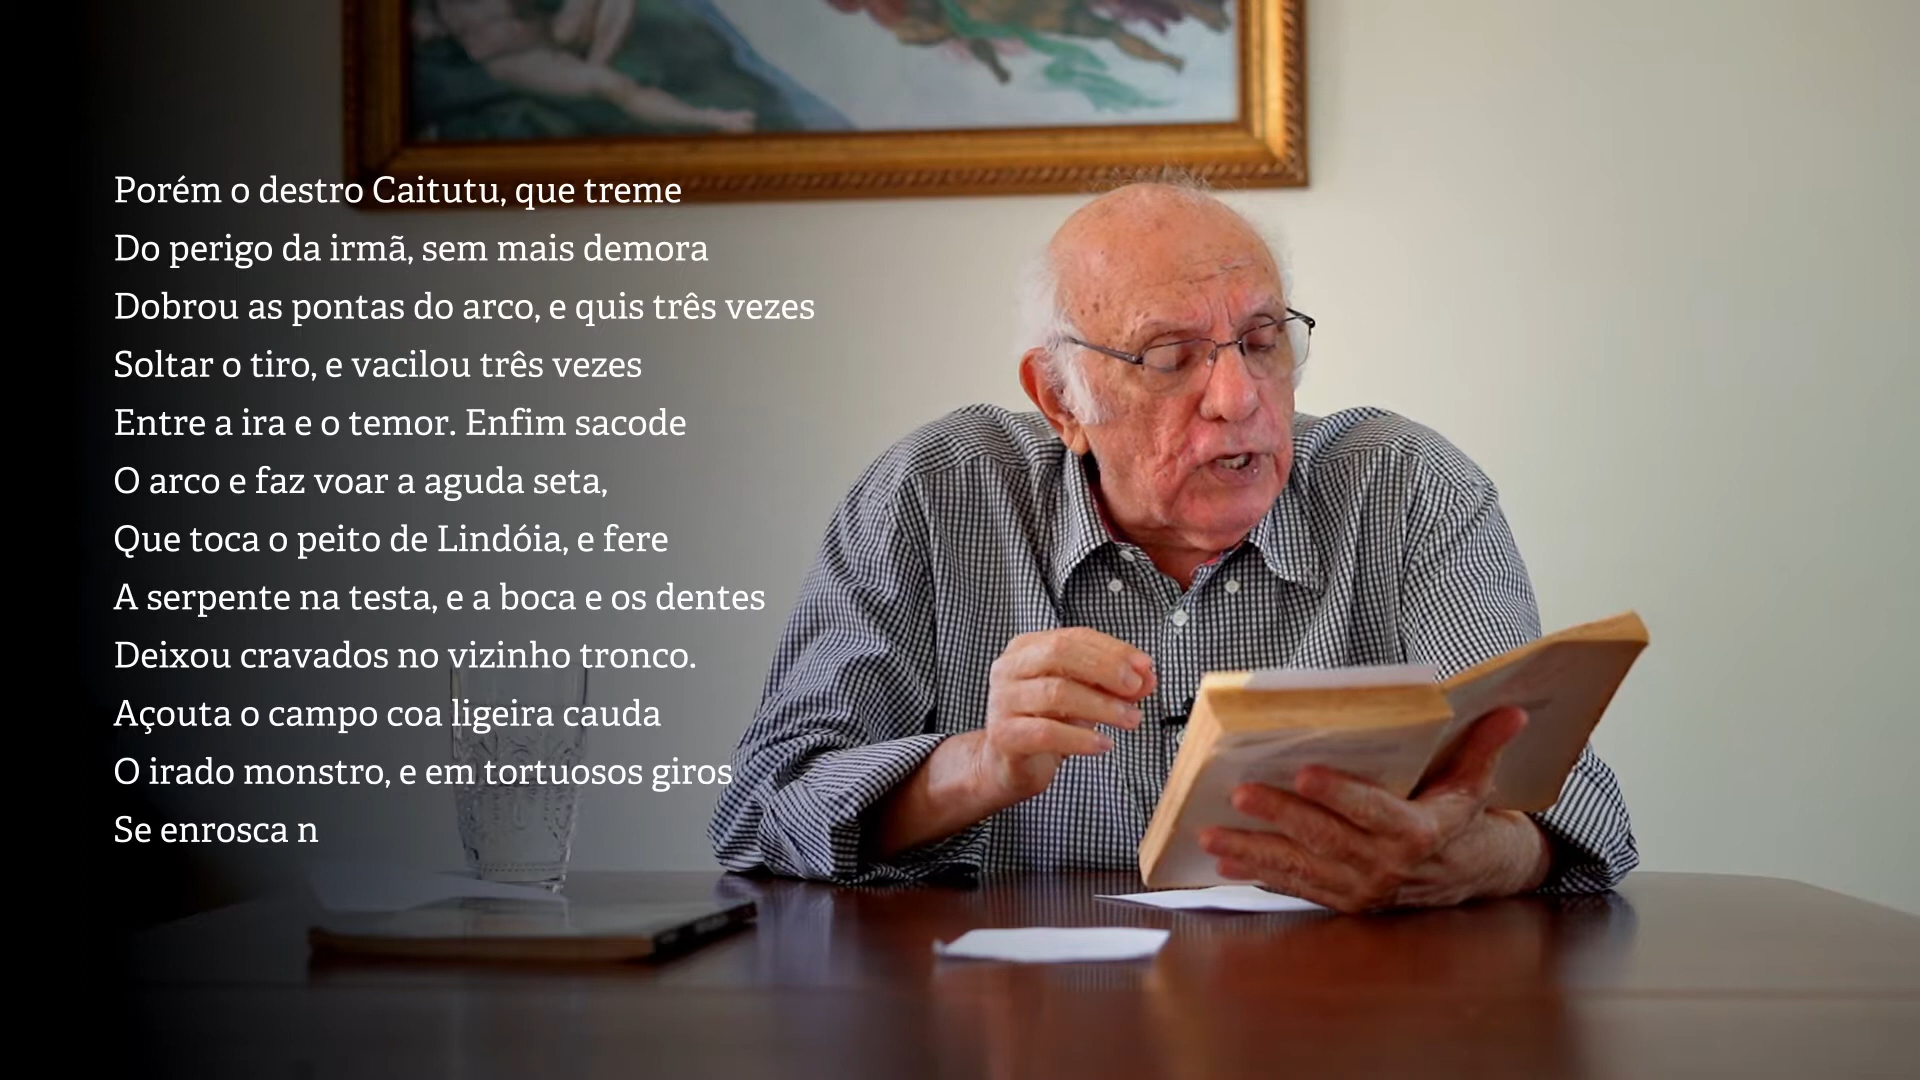 Porém o destro Caitutu, que treme
Do perigo da irmã, sem mais demora
Dobrou as pontas do arco, e quis três vezes
Soltar o tiro, e vacilou três vezes
Entre a ira e o temor. Enfim sacode
O arco e faz voar a aguda seta,
Que toca o peito de Lindóia, e fere
A serpente na testa, e a boca e os dentes
Deixou cravados no vizinho tronco.
Açouta o campo coa ligeira cauda
O irado monstro, e em tortuosos giros
Se enrosca n